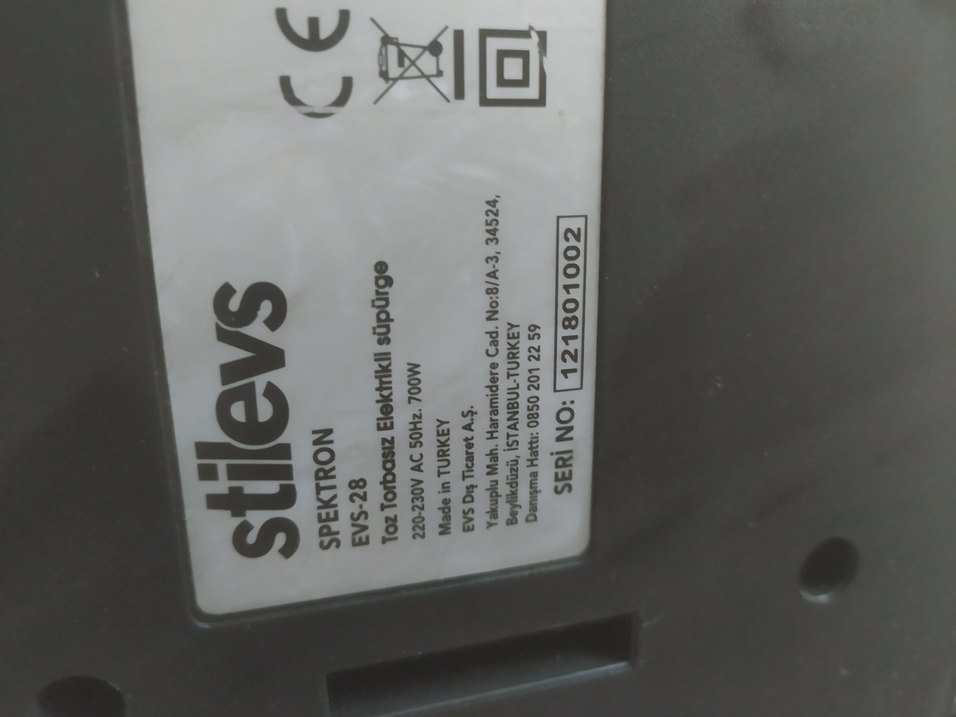 CE
stilevs
SPEKTRON
EVS-28
Toz Torbasız Elektrikli süpürge
220-230V AC 50Hz. 700W
Made in TURKEY
EVS Dış Ticaret A.Ş.
Yakuplu Mah. Haramidere Cad. No:8/A-3, 34524,
Beylikdüzü, İSTANBUL-TURKEY
Danışma Hattı: 0850 201 22 59
SERİ NO: 121801002